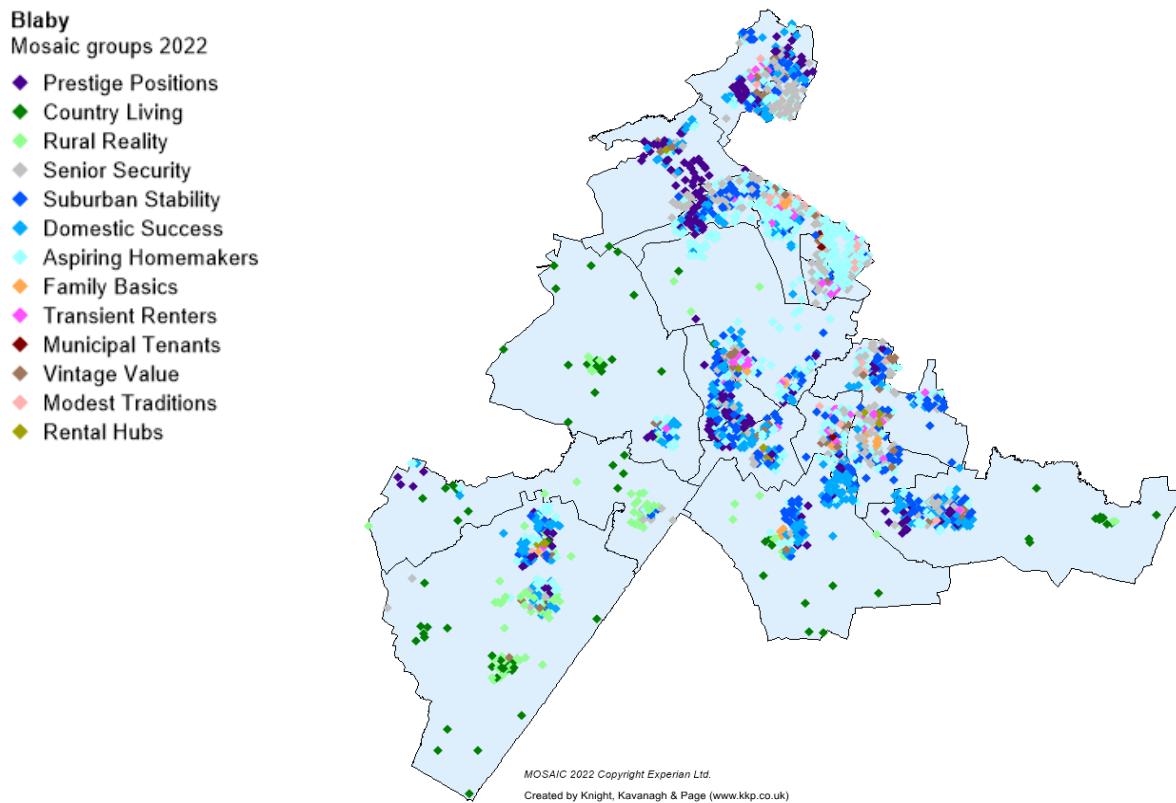 Blaby
Mosaic groups 2022
Prestige Positions
Country Living
Rural Reality
Senior Security
Suburban Stability
Domestic Success
Aspiring Homemakers
Family Basics
Transient Renters
Municipal Tenants
Vintage Value
Modest Traditions
Rental Hubs
MOSAIC 2022 Copyright Experian Ltd.
Created by Knight, Kavanagh & Page (www.kkp.co.uk)